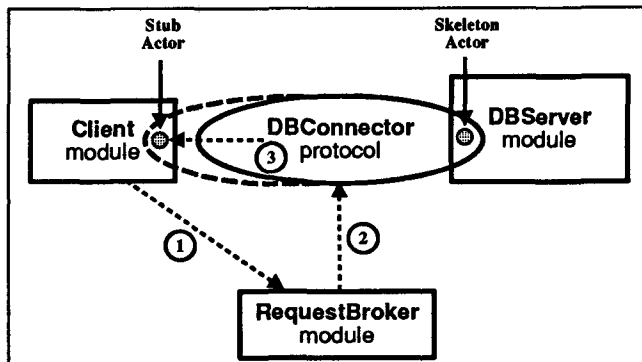 Stub
Actor
Skeleton
Actor
Client
module
DBConnector
protocol
DBServer
module
3
1
2
RequestBroker
module